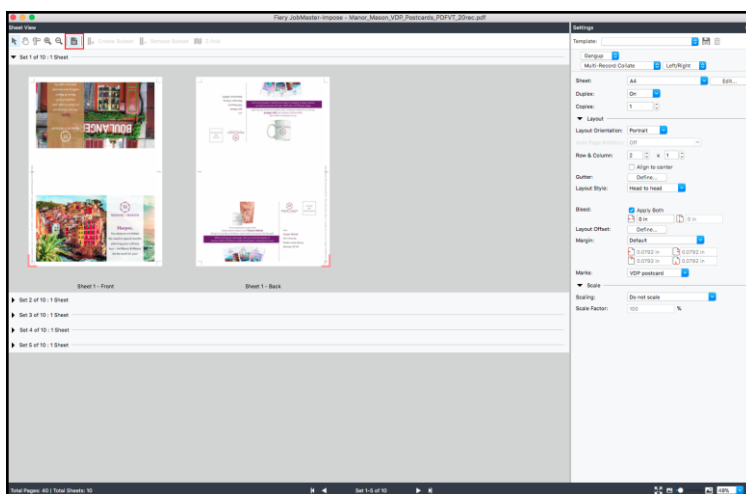 Fiery JobMaster-Impose - Manor_Mason_VDP_Postcards_PDFVT_20rec.pdf
Sheet View
Create Subset
Remove Subset
Z-fold
Set 1 of 10 : 1 Sheet
BOULANGE
Margao,
Sheet 1 - Front
Sheet 1 - Back
Set 2 of 10 : 1 Sheet
Set 3 of 10 : 1 Sheet
Set 4 of 10 : 1 Sheet
Set 5 of 10 : 1 Sheet
Total Pages: 40 | Total Sheets: 10
Set 1-5 of 10
48%
Settings
Template:
Gangup
Multi-Record Collate
Left/Right
Sheet:
A4
Edit...
Duplex:
On
Copies:
1
Layout
Layout Orientation:
Portrait
Off
Row & Column:
2 x 1
Align to center
Gutter:
Define...
Layout Style:
Head to head
Bleed:
Apply Both
0 in
0 in
Layout Offset:
Define...
Margin:
Default
0.0792 in
0.0792 in
0.0792 in
0.0792 in
Marks:
VDP postcard
Scale
Scaling:
Do not scale
Scale Factor:
100
%